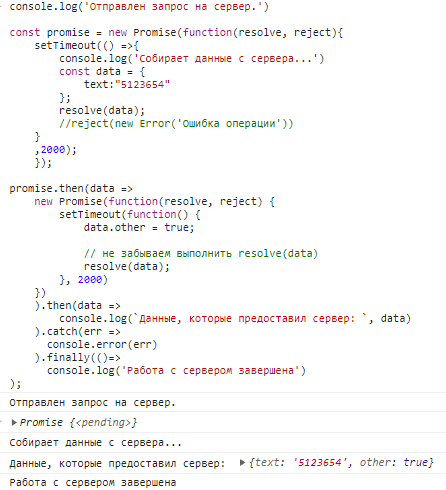 console.log('Отправлен запрос на сервер.')
const promise = new Promise(function(resolve, reject){
setTimeout(() =>{
console.log('Собирает данные с сервера...')
const data = {
text:"5123654"
};
resolve(data);
//reject(new Error('Ошибка операции'))
}
,2000);
});
promise.then(data =>
new Promise(function(resolve, reject) {
setTimeout(function() {
data.other = true;
// не забываем выполнить resolve(data)
resolve(data);
}, 2000)
})
).then(data =>
console.log(`Данные, которые предоставил сервер: `, data)
).catch(err =>
console.error(err)
).finally(()=>
console.log('Работа с сервером завершена')
);
Отправлен запрос на сервер.
▶ Promise {<pending>}
Собирает данные с сервера...
Данные, которые предоставил сервер: ▶ {text: '5123654', other: true}
Работа с сервером завершена